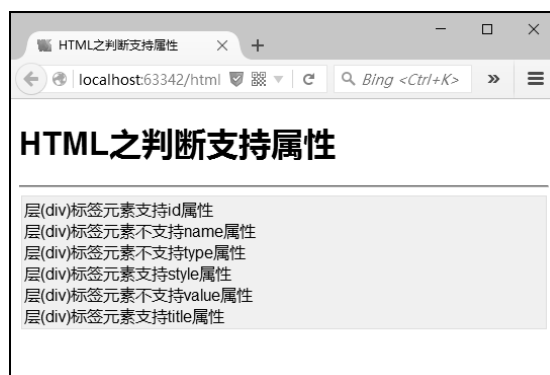 HTML之判断支持属性
localhost:63342/html
Bing <Ctrl+K>
HTML之判断支持属性
层(div)标签元素支持id属性
层(div)标签元素不支持name属性
层(div)标签元素不支持type属性
层(div)标签元素支持style属性
层(div)标签元素不支持value属性
层(div)标签元素支持title属性